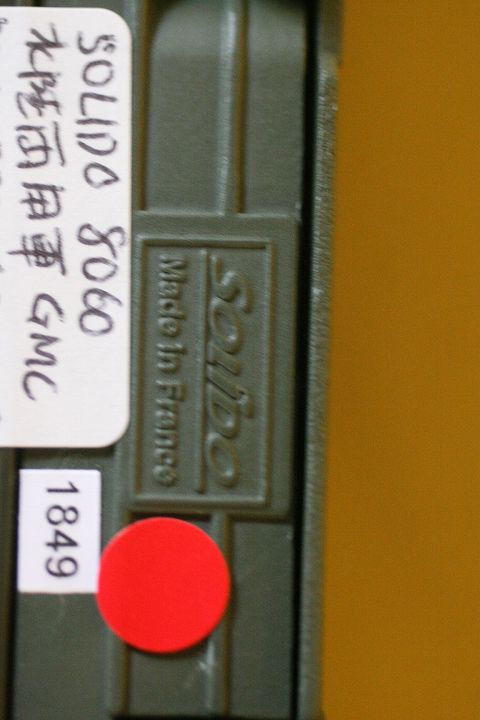 SOLIDO 8060
水陸両用車 GMC
SOLIDO
Made in France
1849